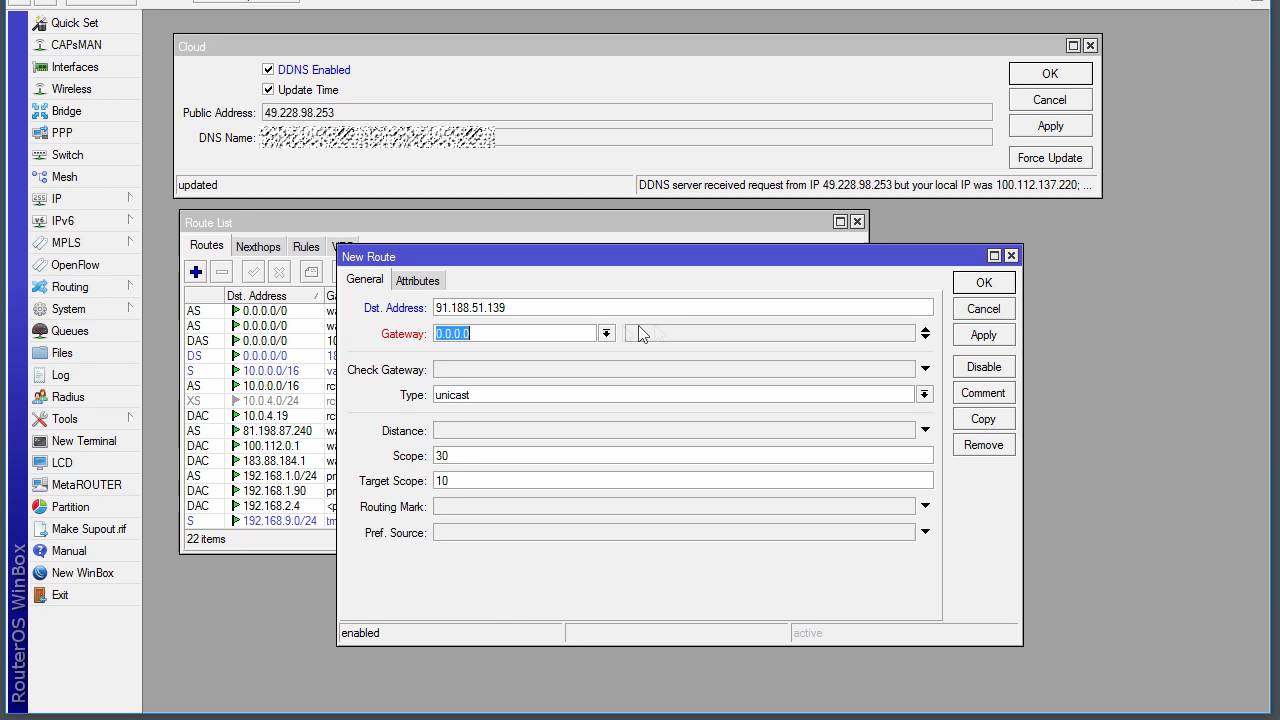 Quick Set
CAPsMAN
Interfaces
Wireless
Bridge
PPP
Switch
Mesh
IP
IPv6
MPLS
OpenFlow
Routing
System
Queues
Files
Log
Radius
Tools
New Terminal
LCD
MetaROUTER
Partition
Make Supout.rif
Manual
New WinBox
Exit
RouterOS WinBox
Cloud
DDNS Enabled
Update Time
Public Address: 49.228.98.253
DNS Name:
OK
Cancel
Apply
Force Update
updated
DDNS server received request from IP 49.228.98.253 but your local IP was 100.112.137.220; ...
Route List
Routes Nexthops Rules
Dst. Address
AS 0.0.0.0/0
AS 0.0.0.0/0
DAS 0.0.0.0/0 10
DS 0.0.0.0/0 18
S 10.0.0.0/16
AS 10.0.0.0/16
XS 10.0.4.0/24
DAC 10.0.4.19
AS 81.198.87.240
DAC 100.112.0.1
DAC 183.88.184.1
AS 192.168.1.0/24
DAC 192.168.1.90
DAC 192.168.2.4
S 192.168.9.0/24
22 items
New Route
General Attributes
Dst. Address: 91.188.51.139
Gateway: 0.0.0.0
Check Gateway:
Type: unicast
Distance:
Scope: 30
Target Scope: 10
Routing Mark:
Pref. Source:
OK
Cancel
Apply
Disable
Comment
Copy
Remove
enabled
active